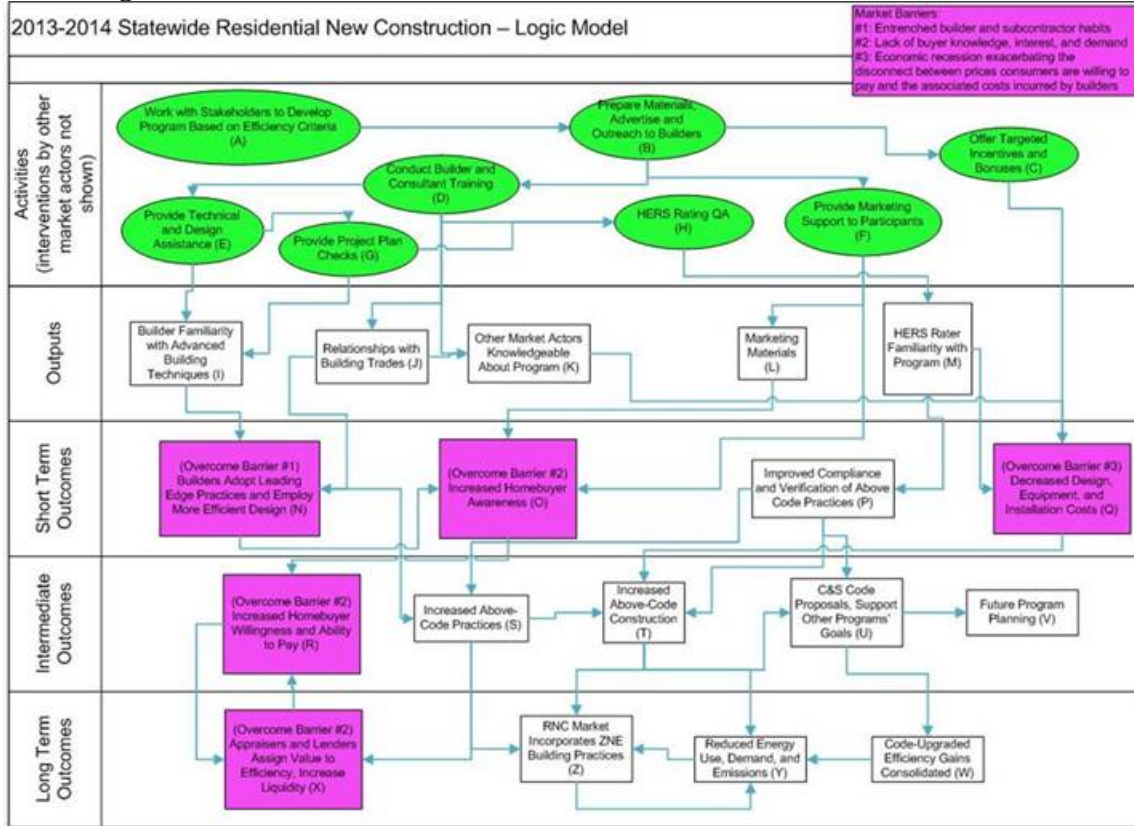 2013-2014 Statewide Residential New Construction – Logic Model
Market Barriers:
#1: Entrenched builder and subcontractor habits
#2: Lack of buyer knowledge, interest, and demand
#3: Economic recession exacerbating the
disconnect between prices consumers are willing to
pay and the associated costs incurred by builders
Activities
(interventions by other
market actors not
shown)
Work with Stakeholders to Develop
Program Based on Efficiency Criteria
(A)
Prepare Materials,
Advertise and
Outreach to Builders
(B)
Offer Targeted
Incentives and
Bonuses (C)
Conduct Builder and
Consultant Training
(D)
Provide Technical
and Design
Assistance (E)
Provide Project Plan
Checks (G)
HERS Rating QA
(H)
Provide Marketing
Support to Participants
(F)
Outputs
Builder Familiarity
with Advanced
Building
Techniques (I)
Relationships with
Building Trades (J)
Other Market Actors
Knowledgeable
About Program (K)
Marketing
Materials
(L)
HERS Rater
Familiarity with
Program (M)
Short Term
Outcomes
(Overcome Barrier #1)
Builders Adopt Leading
Edge Practices and Employ
More Efficient Design (N)
(Overcome Barrier #2)
Increased Homebuyer
Awareness (O)
Improved Compliance
and Verification of Above
Code Practices (P)
(Overcome Barrier #3)
Decreased Design,
Equipment, and
Installation Costs (Q)
Intermediate
Outcomes
(Overcome Barrier #2)
Increased Homebuyer
Willingness and Ability
to Pay (R)
Increased Above-
Code Practices (S)
Increased
Above-Code
Construction
(T)
C&S Code
Proposals, Support
Other Programs'
Goals (U)
Future Program
Planning (V)
Long Term
Outcomes
(Overcome Barrier #2)
Appraisers and Lenders
Assign Value to
Efficiency, Increase
Liquidity (X)
RNC Market
Incorporates ZNE
Building Practices
(Z)
Reduced Energy
Use, Demand, and
Emissions (Y)
Code-Upgraded
Efficiency Gains
Consolidated (W)